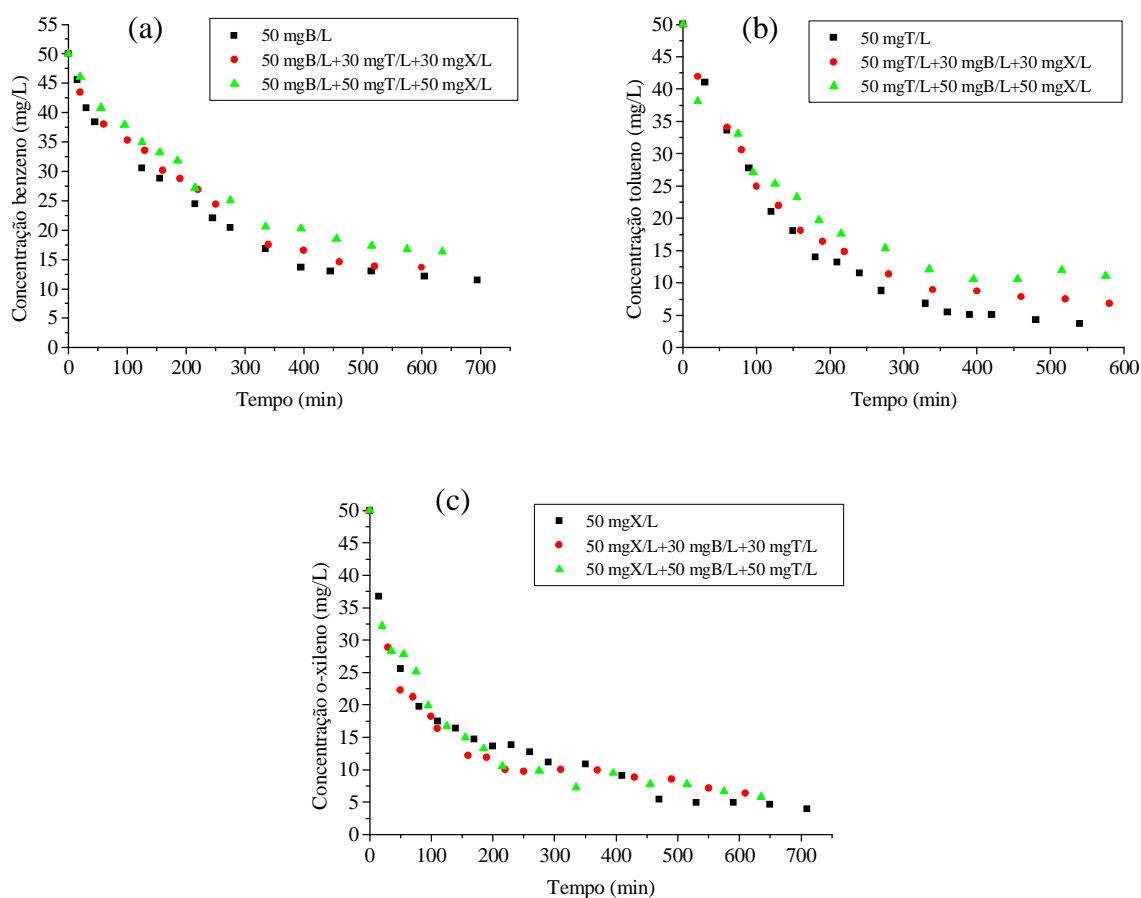 (a)
50 mgB/L
50 mgB/L+30 mgT/L+30 mgX/L
50 mgB/L+50 mgT/L+50 mgX/L
Concentração benzeno (mg/L)
55
50
45
40
35
30
25
20
15
10
5
0
0 100 200 300 400 500 600 700
Tempo (min)
(b)
50 mgT/L
50 mgT/L+30 mgB/L+30 mgX/L
50 mgT/L+50 mgB/L+50 mgX/L
Concentração tolueno (mg/L)
50
45
40
35
30
25
20
15
10
5
0
0 100 200 300 400 500 600
Tempo (min)
(c)
50 mgX/L
50 mgX/L+30 mgB/L+30 mgT/L
50 mgX/L+50 mgB/L+50 mgT/L
Concentração o-xileno (mg/L)
50
45
40
35
30
25
20
15
10
5
0
0 100 200 300 400 500 600 700
Tempo (min)